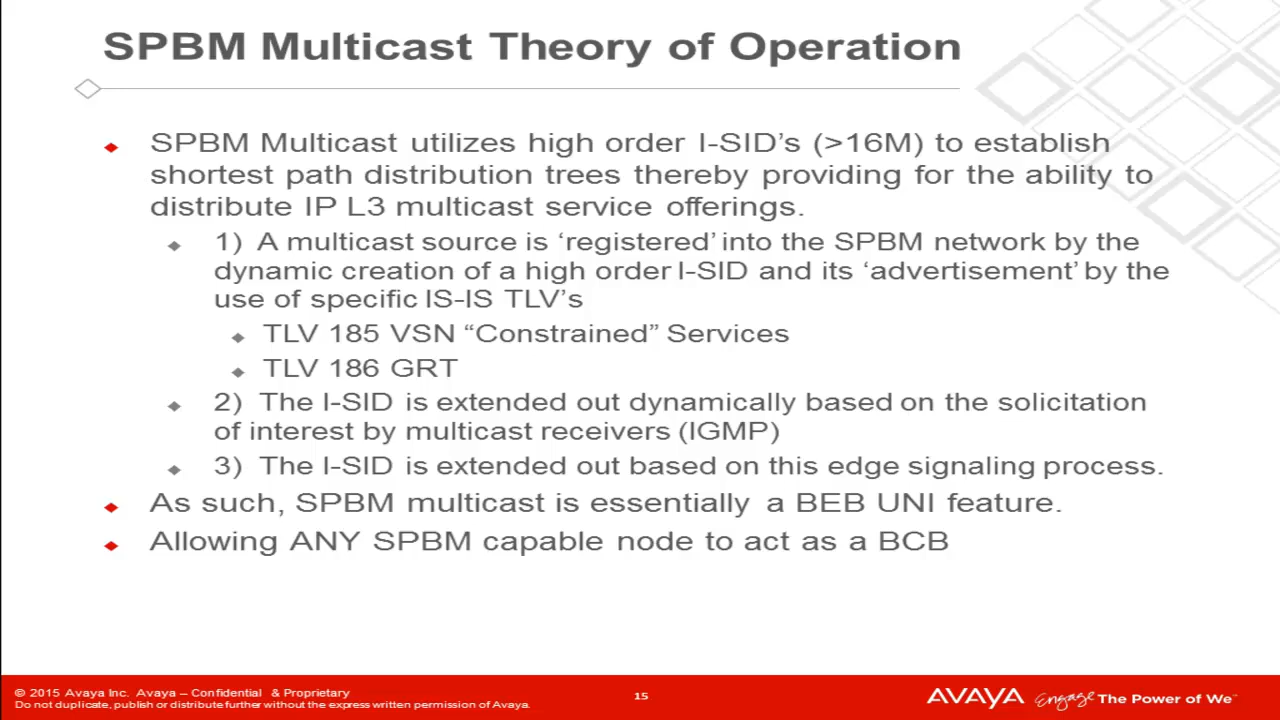 SPBM Multicast Theory of Operation
SPBM Multicast utilizes high order I-SID’s (>16M) to establish
shortest path distribution trees thereby providing for the ability to
distribute IP L3 multicast service offerings.
1) A multicast source is ‘registered’ into the SPBM network by the
dynamic creation of a high order I-SID and its ‘advertisement’ by the
use of specific IS-IS TLV’s
TLV 185 VSN “Constrained” Services
TLV 186 GRT
2) The I-SID is extended out dynamically based on the solicitation
of interest by multicast receivers (IGMP)
3) The I-SID is extended out based on this edge signaling process.
As such, SPBM multicast is essentially a BEB UNI feature.
Allowing ANY SPBM capable node to act as a BCB
© 2015 Avaya Inc. Avaya – Confidential & Proprietary
Do not duplicate, publish or distribute further without the express written permission of Avaya.
15
AVAYA Engage The Power of We™